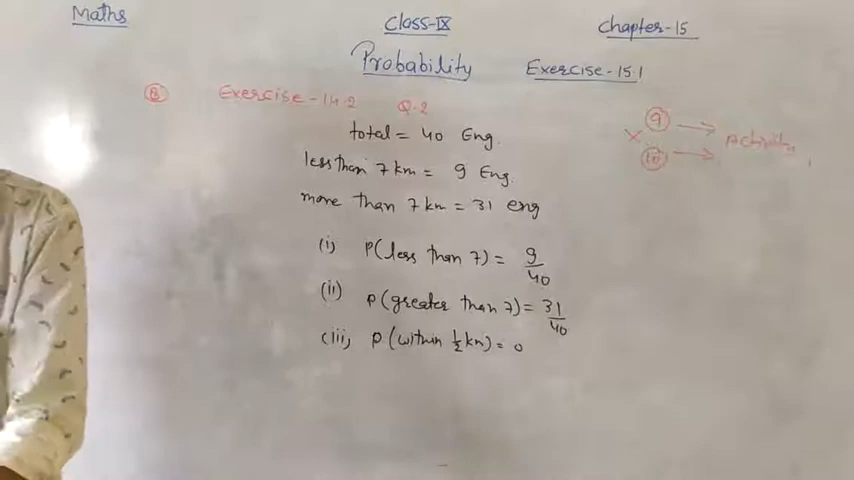 Maths
Class-IX
Chapter-15
Probability
Exercise-15.1
8 Exercise-14.2 Q-2
total = 40 Eng.
less than 7 km = 9 Eng.
more than 7 km = 31 eng
(i) P(less than 7) = 9/40
(ii) P(greater than 7) = 31/40
(iii) P(within 1/2 km) = 0
× 9 → Activity
10 →